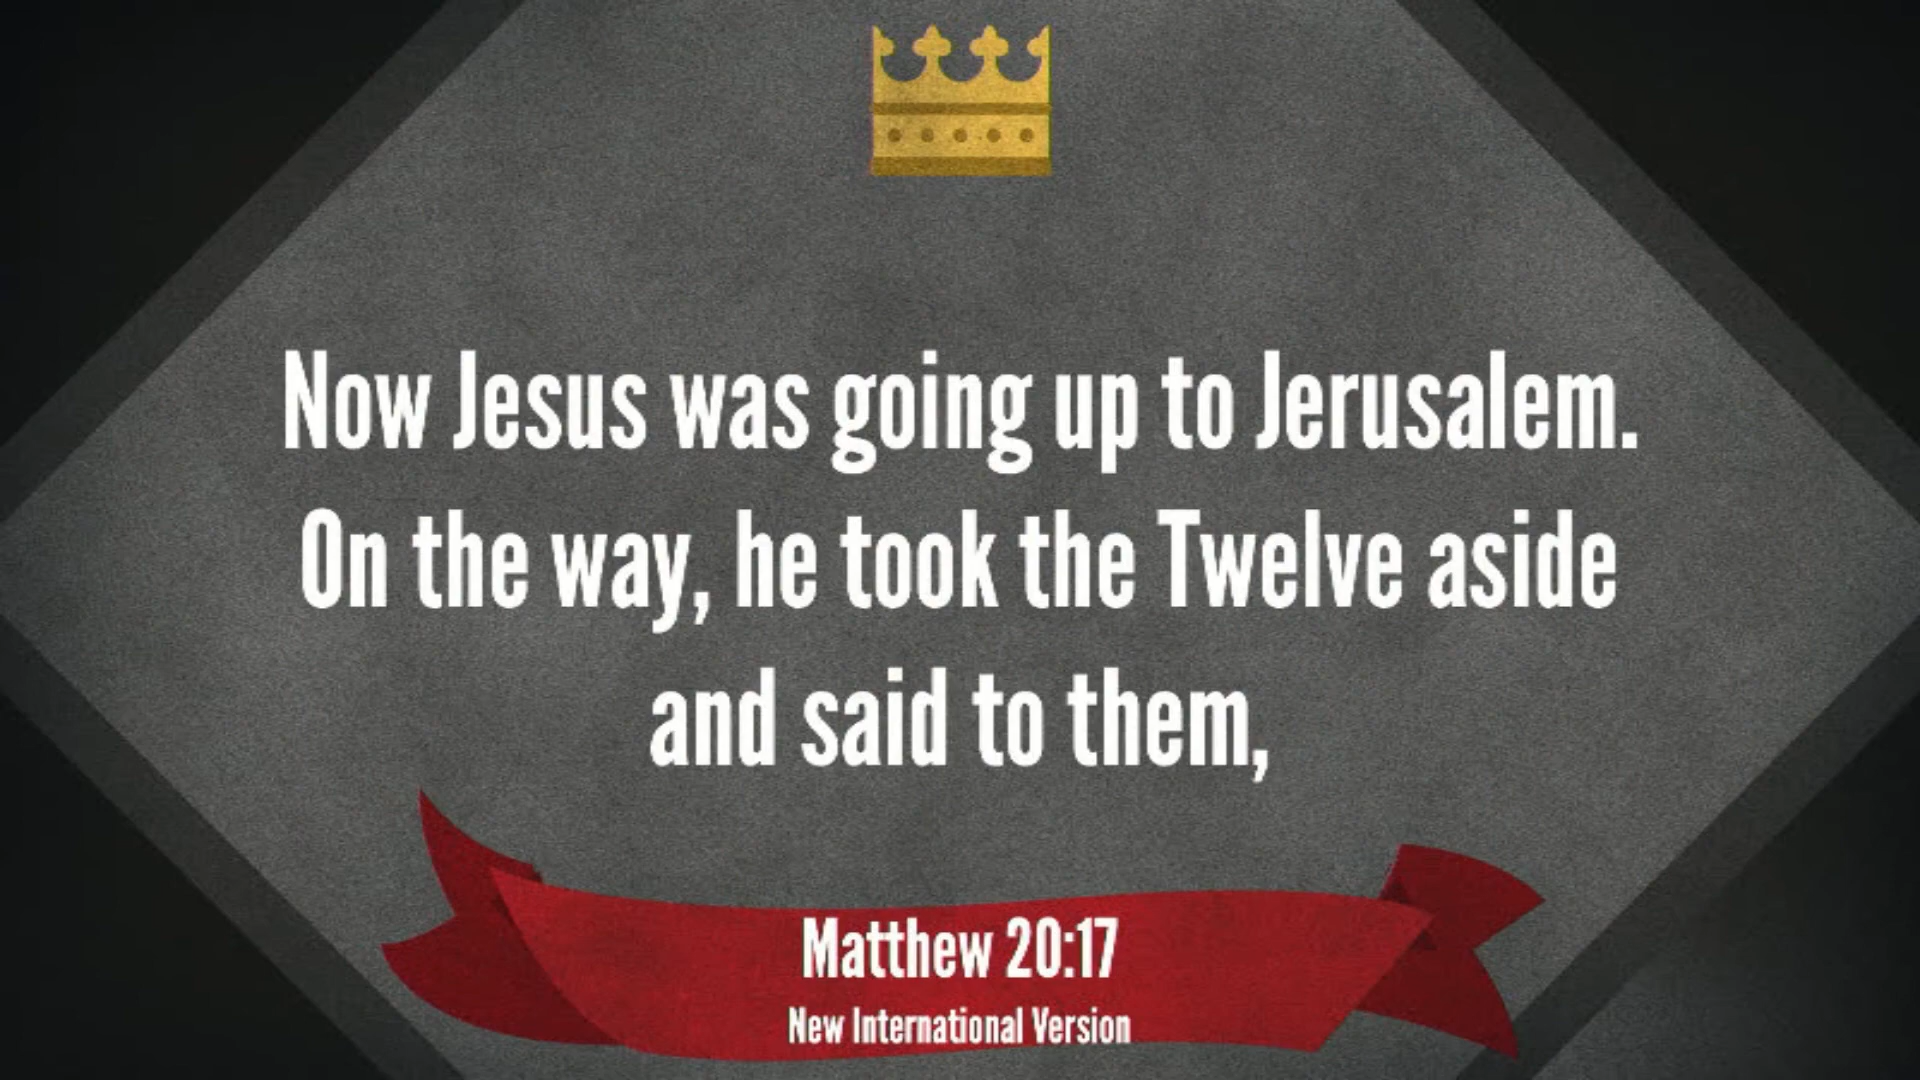 Now Jesus was going up to Jerusalem.
On the way, he took the Twelve aside
and said to them,
Matthew 20:17
New International Version